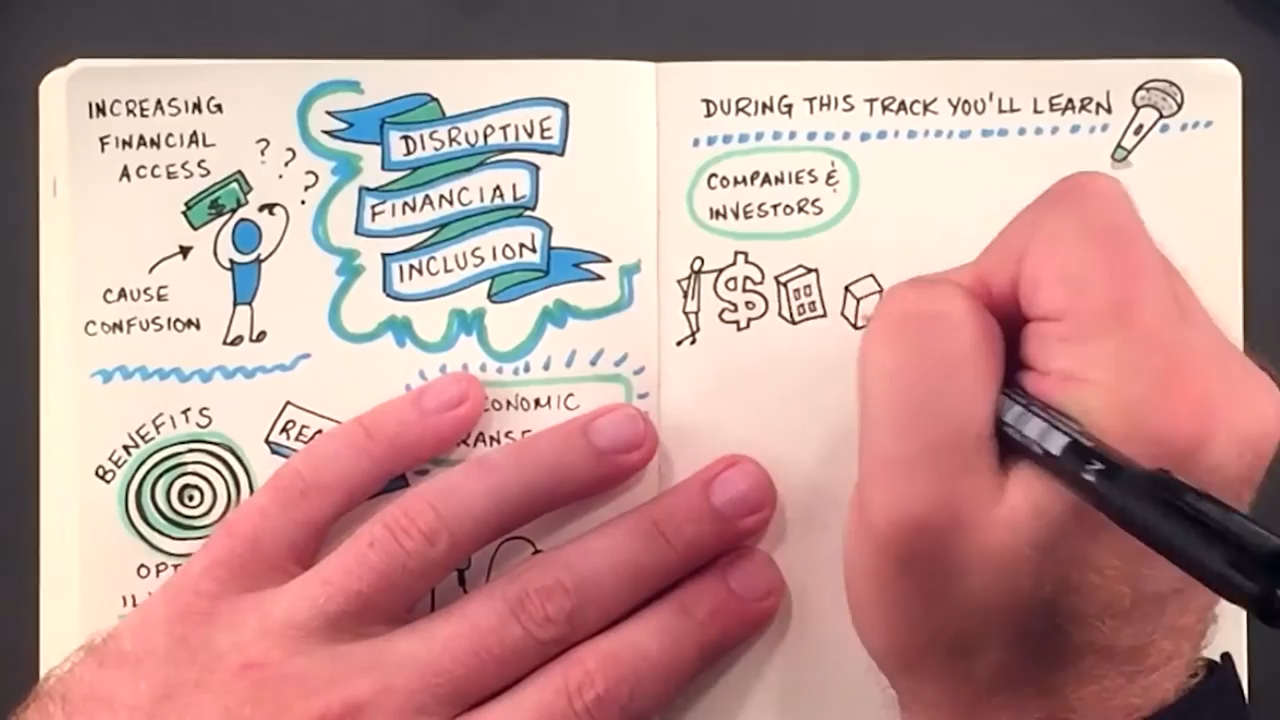 INCREASING
FINANCIAL
ACCESS
? ? ?
$
CAUSE
CONFUSION
DISRUPTIVE
FINANCIAL
INCLUSION
BENEFITS
DURING THIS TRACK YOU'LL LEARN
COMPANIES &
INVESTORS
$